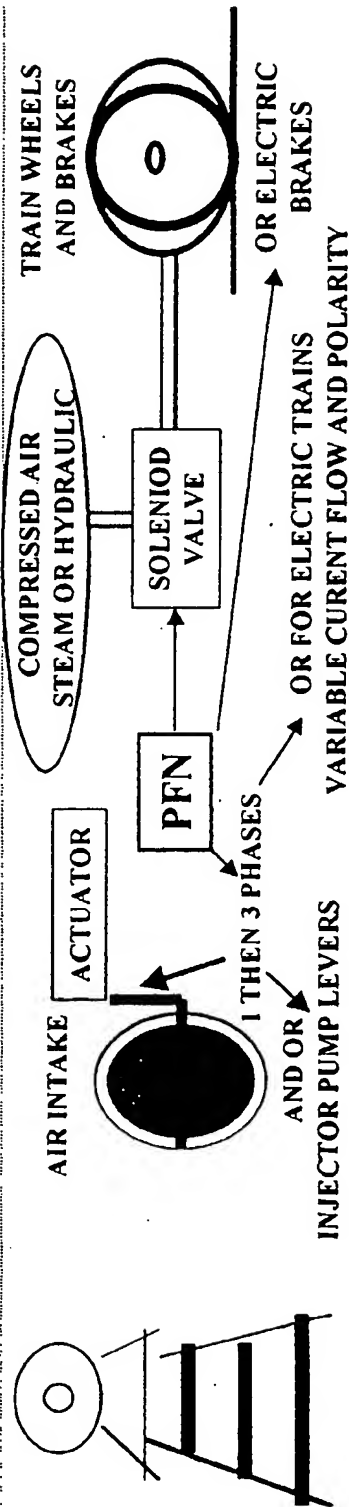 AIR INTAKE
ACTUATOR
COMPRESSED AIR
STEAM OR HYDRAULIC
TRAIN WHEELS
AND BRAKES
PFN
SOLENIOD
VALVE
1 THEN 3 PHASES
AND OR
INJECTOR PUMP LEVERS
OR FOR ELECTRIC TRAINS
VARIABLE CURENT FLOW AND POLARITY
OR ELECTRIC
BRAKES